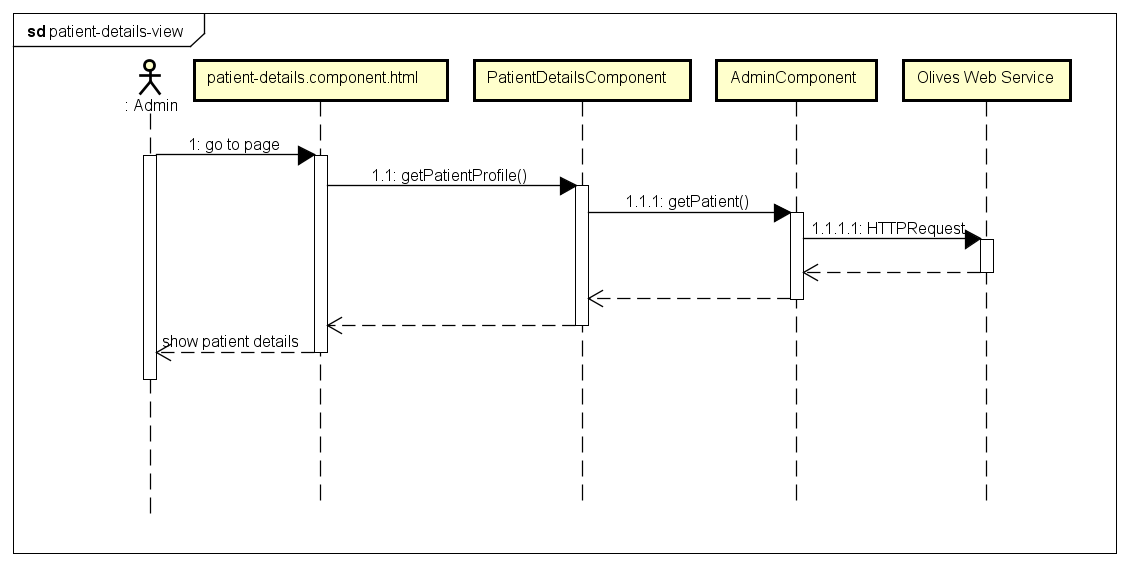 sd patient-details-view
: Admin
patient-details.component.html
PatientDetailsComponent
AdminComponent
Olives Web Service
1: go to page
1.1: getPatientProfile()
1.1.1: getPatient()
1.1.1.1: HTTPRequest
show patient details